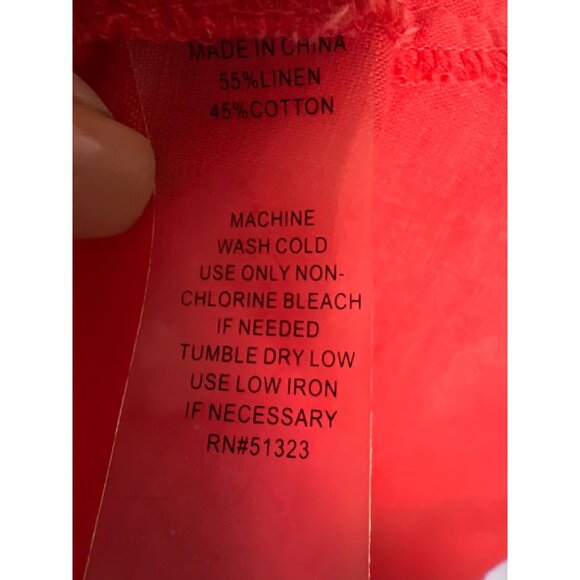 MADE IN CHINA
55%LINEN
45%COTTON
MACHINE
WASH COLD
USE ONLY NON-
CHLORINE BLEACH
IF NEEDED
TUMBLE DRY LOW
USE LOW IRON
IF NECESSARY
RN#51323